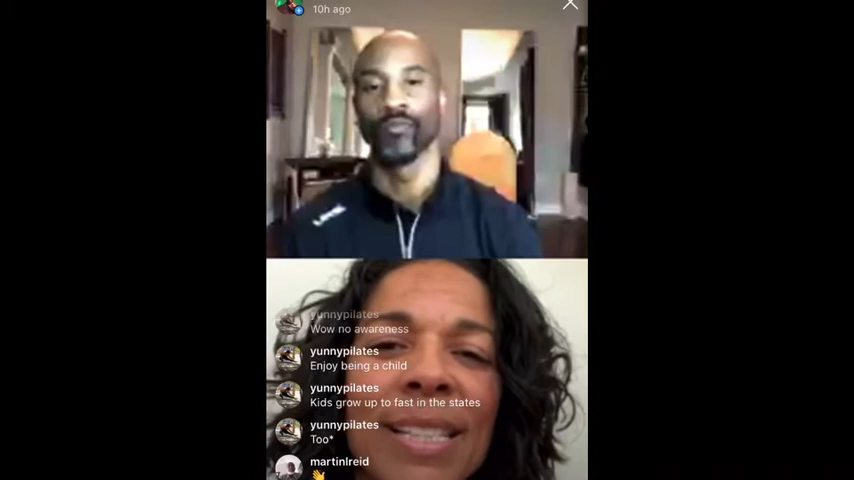 10h ago
yunnypilates
Wow no awareness
yunnypilates
Enjoy being a child
yunnypilates
Kids grow up to fast in the states
yunnypilates
Too*
martinlreid
👋